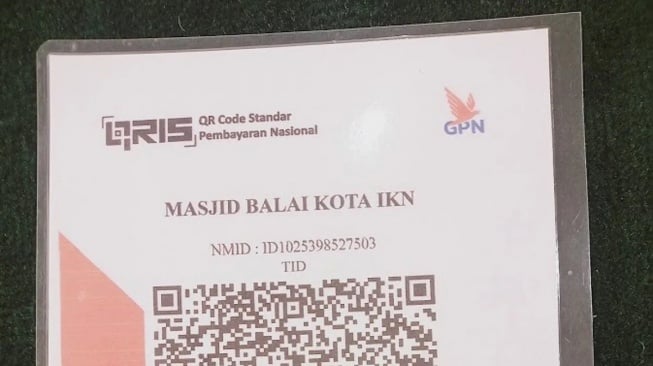 QRIS QR Code Standar
Pembayaran Nasional
GPN
MASJID BALAI KOTA IKN
NMID : ID1025398527503
TID